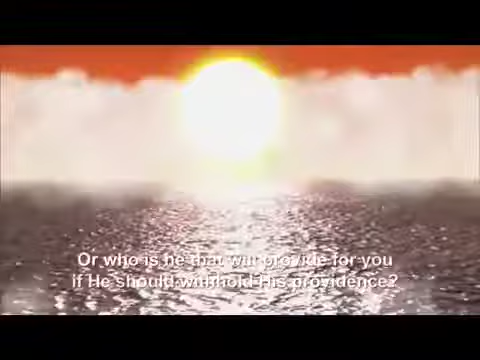 Or who is he that will provide for you
if He should withhold His providence?